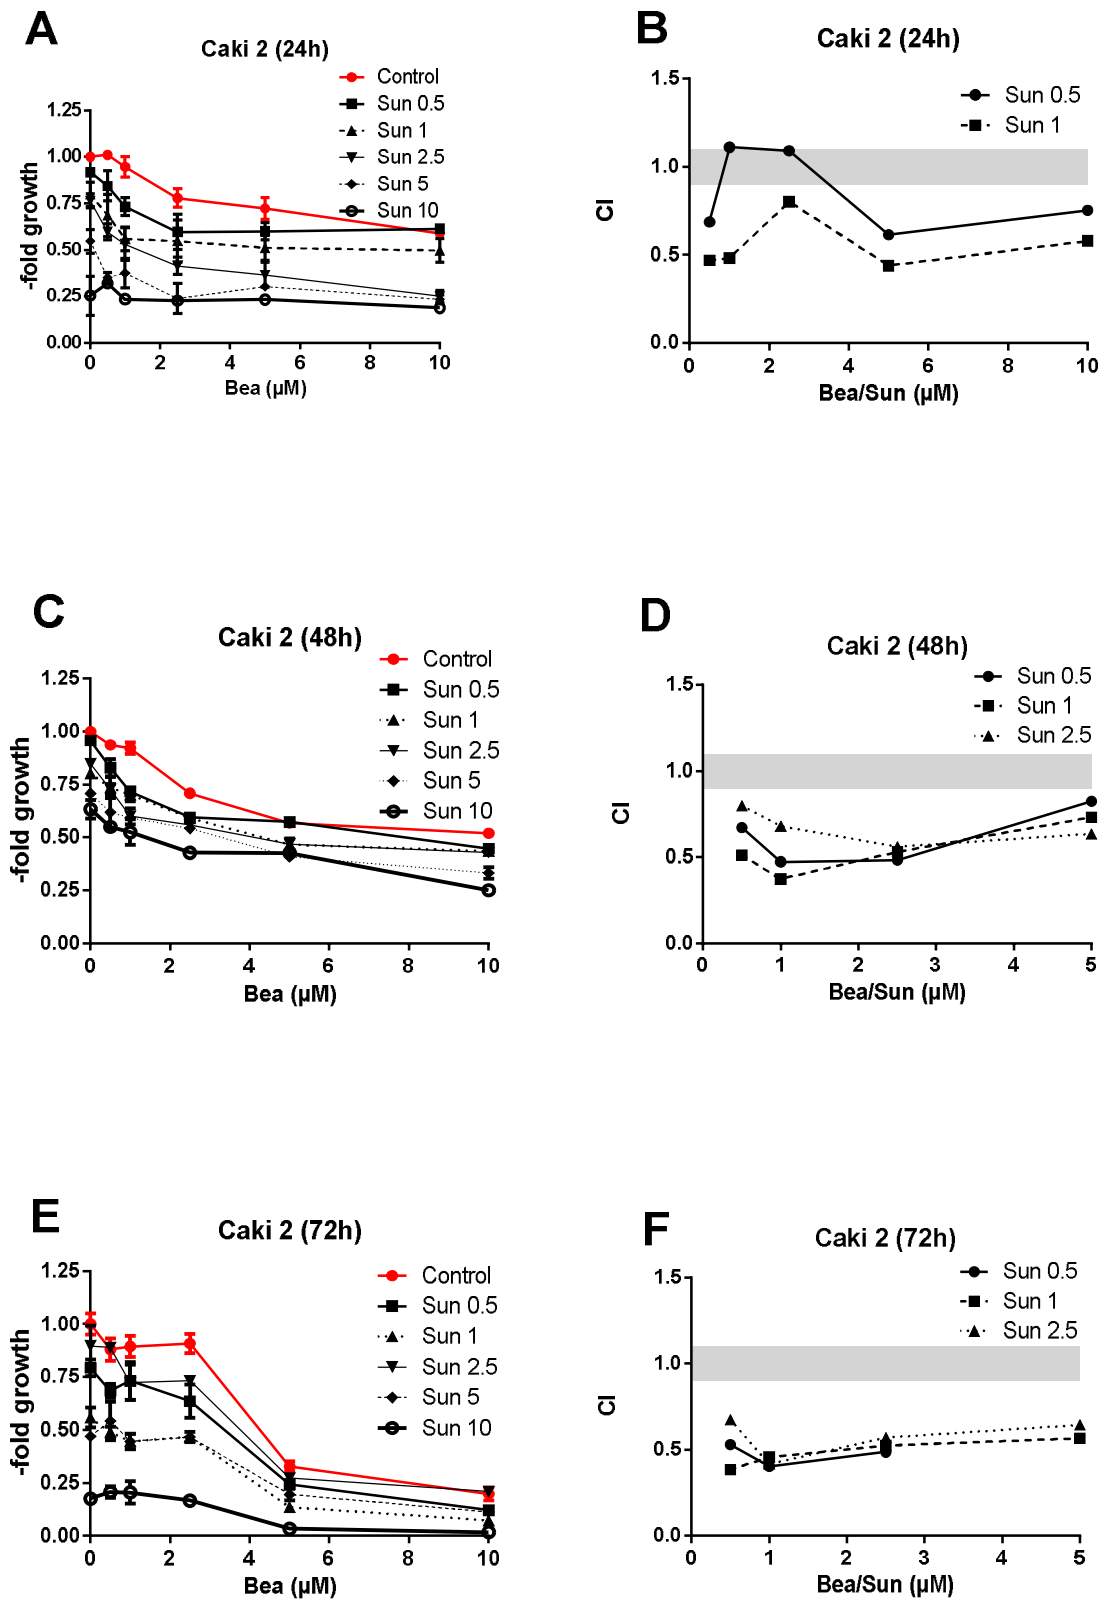 A
Caki 2 (24h)
Control
Sun 0.5
Sun 1
Sun 2.5
Sun 5
Sun 10
-fold growth
1.25
1.00
0.75
0.50
0.25
0.00
0 2 4 6 8 10
Bea (µM)
B
Caki 2 (24h)
Sun 0.5
Sun 1
CI
1.5
1.0
0.5
0.0
0 2 4 6 8 10
Bea/Sun (µM)
C
Caki 2 (48h)
Control
Sun 0.5
Sun 1
Sun 2.5
Sun 5
Sun 10
-fold growth
1.25
1.00
0.75
0.50
0.25
0.00
0 2 4 6 8 10
Bea (µM)
D
Caki 2 (48h)
Sun 0.5
Sun 1
Sun 2.5
CI
1.5
1.0
0.5
0.0
0 1 2 3 4 5
Bea/Sun (µM)
E
Caki 2 (72h)
Control
Sun 0.5
Sun 1
Sun 2.5
Sun 5
Sun 10
-fold growth
1.25
1.00
0.75
0.50
0.25
0.00
0 2 4 6 8 10
Bea (µM)
F
Caki 2 (72h)
Sun 0.5
Sun 1
Sun 2.5
CI
1.5
1.0
0.5
0.0
0 1 2 3 4 5
Bea/Sun (µM)